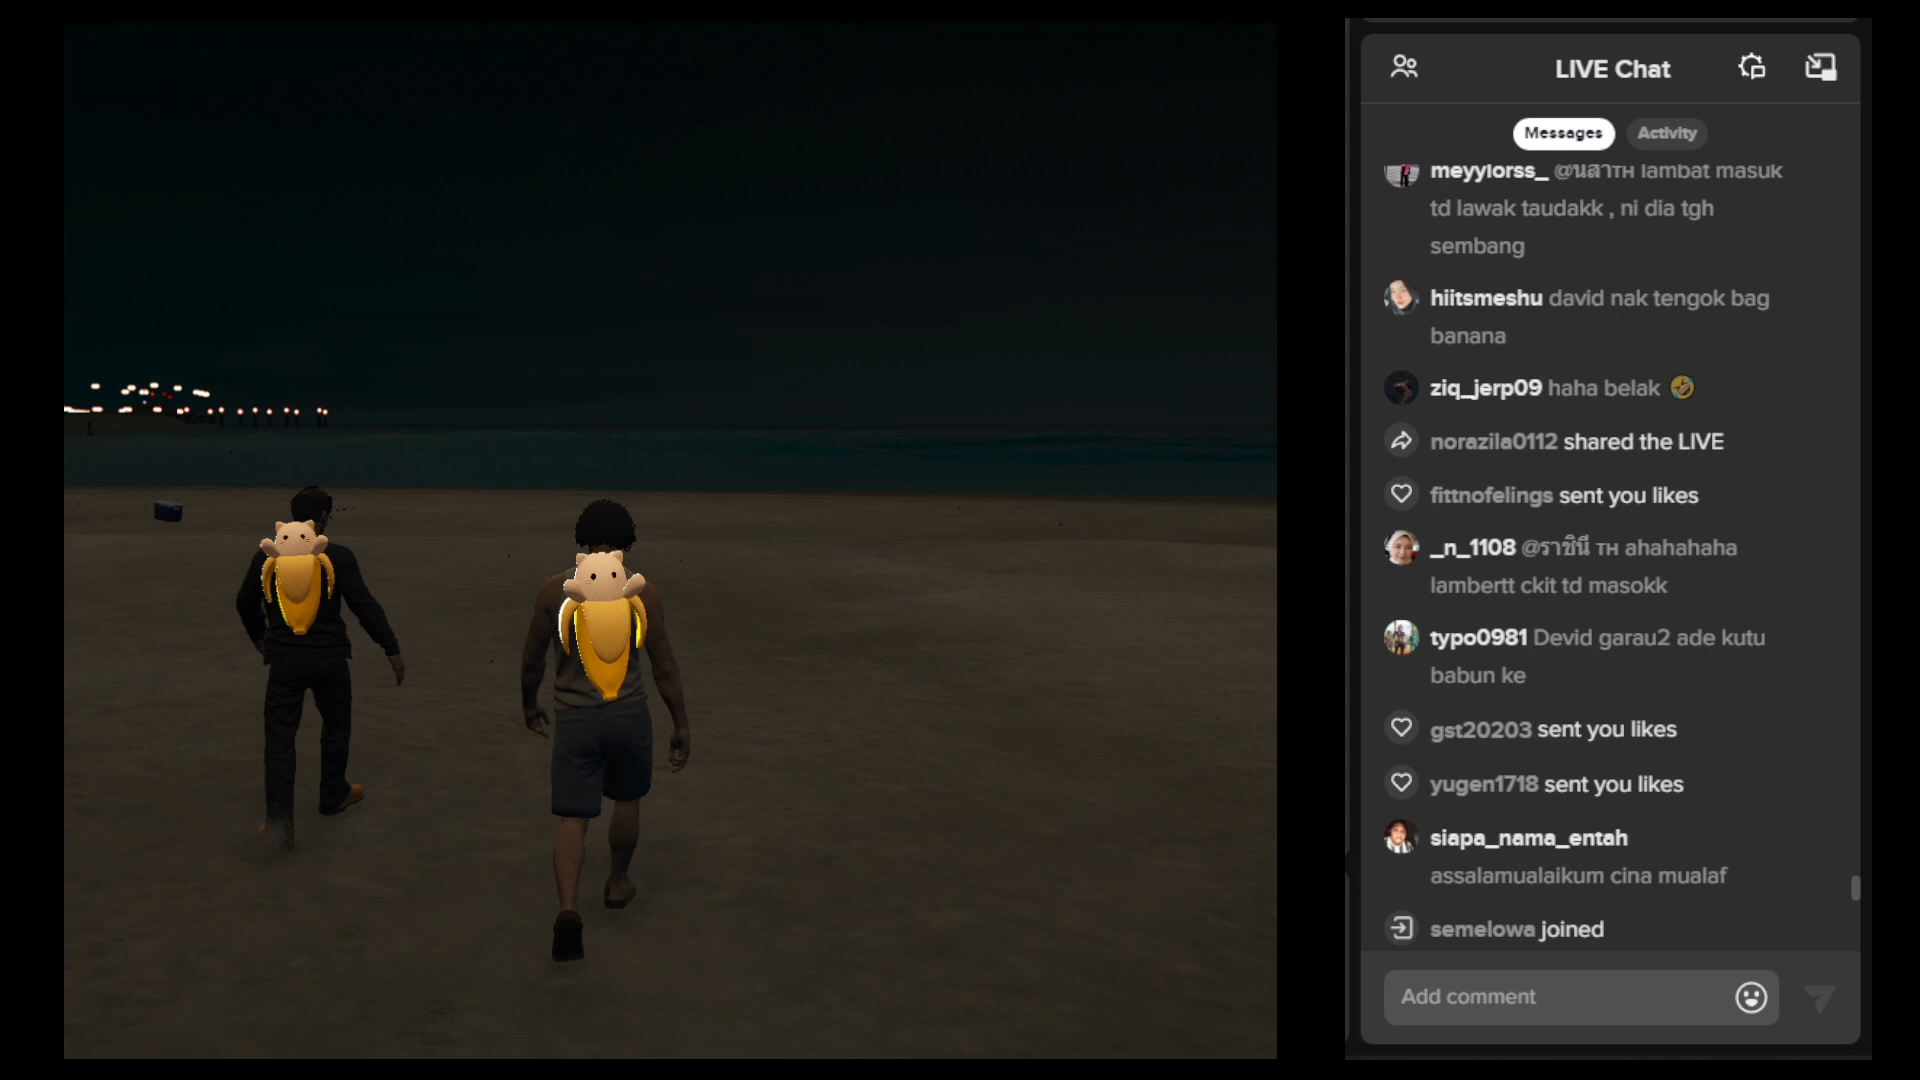 LIVE Chat
Messages
Activity
meyylorss_ @นสาTH lambat masuk
td lawak taudakk , ni dia tgh
sembang
hiitsmeshu david nak tengok bag
banana
ziq_jerp09 haha belak 🤣
norazila0112 shared the LIVE
fittnofelings sent you likes
_n_1108 @ราชินี TH ahahahaha
lambertt ckit td masokk
typo0981 Devid garau2 ade kutu
babun ke
gst20203 sent you likes
yugen1718 sent you likes
siapa_nama_entah
assalamualaikum cina mualaf
semelowa joined
Add comment